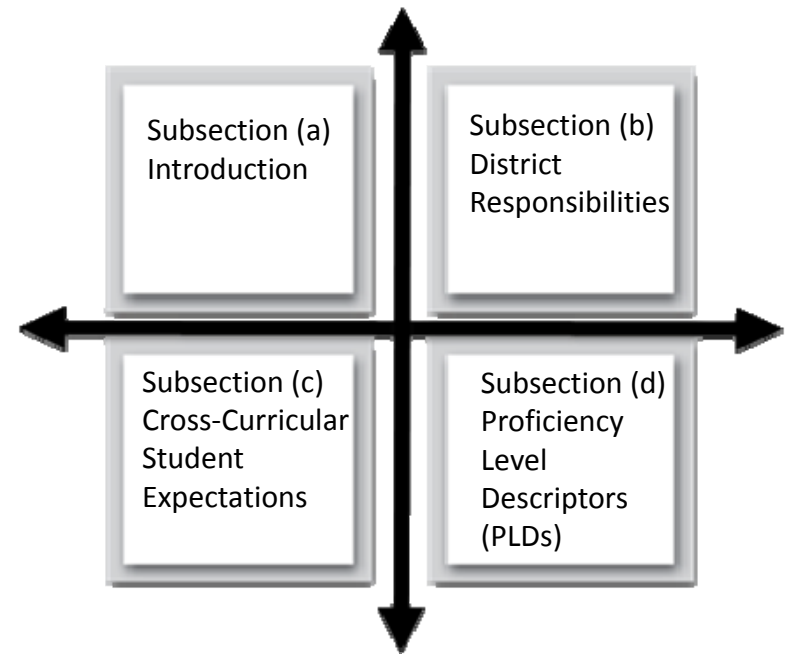 Subsection (a)
Introduction
Subsection (b)
District
Responsibilities
Subsection (c)
Cross-Curricular
Student
Expectations
Subsection (d)
Proficiency
Level
Descriptors
(PLDs)